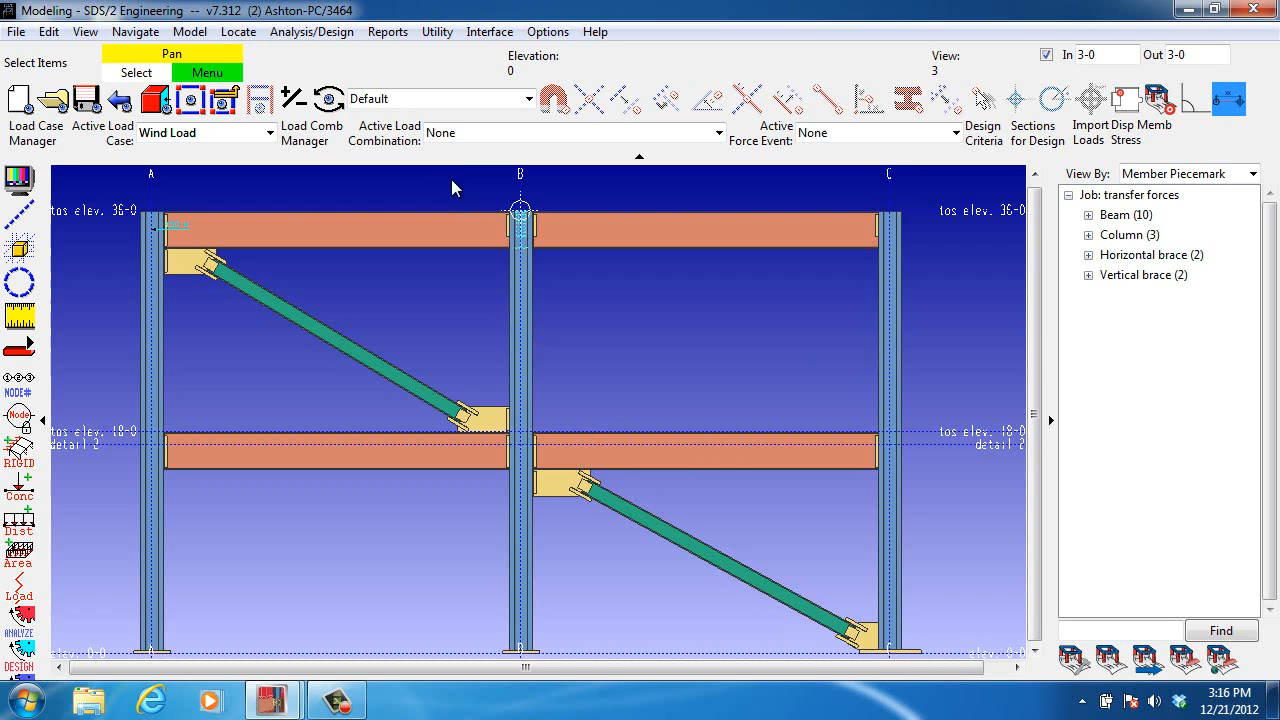 Modeling - SDS/2 Engineering -- v7.312 (2) Ashton-PC/3464
File Edit View Navigate Model Locate Analysis/Design Reports Utility Interface Options Help
Select Items
Pan
Select Menu
Elevation:
0
View:
3
In 3-0 Out 3-0
Default
Load Case Manager
Active Load Case: Wind Load
Load Comb Manager
Active Load Combination: None
Active Force Event: None
Design Criteria
Sections for Design
Import Loads
Disp Memb Stress
A B C
tos elev. 36-0 tos elev. 36-0
tos elev. 18-0 tos elev. 18-0
detail 2 detail 2
elev. 0-0
NODE#
Node
RIGID
Conc
Dist
Area
Load
ANALYZE
DESIGN
View By: Member Piecemark
Job: transfer forces
Beam (10)
Column (3)
Horizontal brace (2)
Vertical brace (2)
Find
3:16 PM
12/21/2012